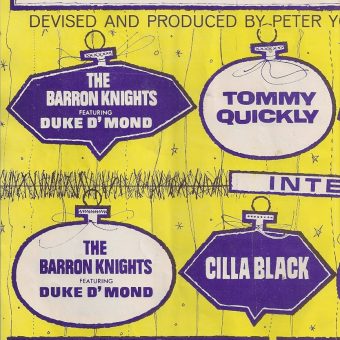 DEVISED AND PRODUCED BY PETER
THE
BARRON KNIGHTS
FEATURING
DUKE D'MOND
TOMMY
QUICKLY
INTE
THE
BARRON KNIGHTS
FEATURING
DUKE D'MOND
CILLA BLACK